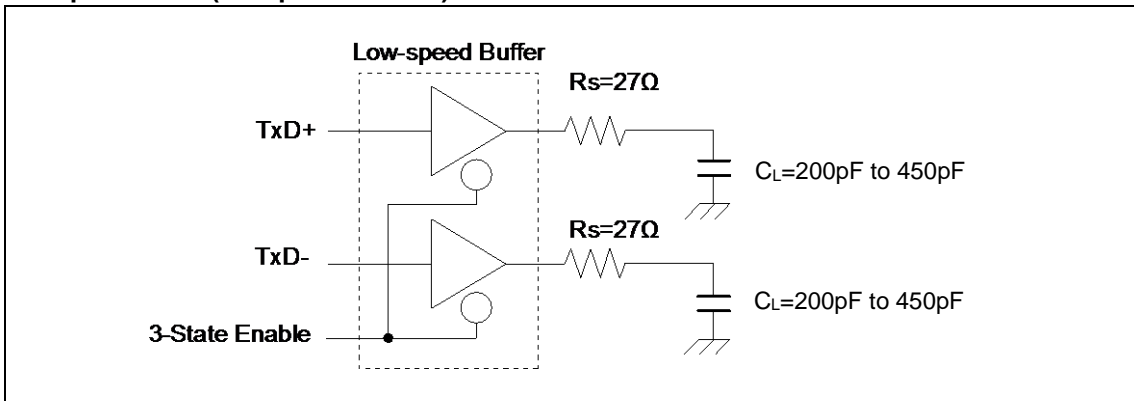 Low-speed Buffer
Rs=27Ω
TxD+
CL=200pF to 450pF
Rs=27Ω
TxD-
CL=200pF to 450pF
3-State Enable